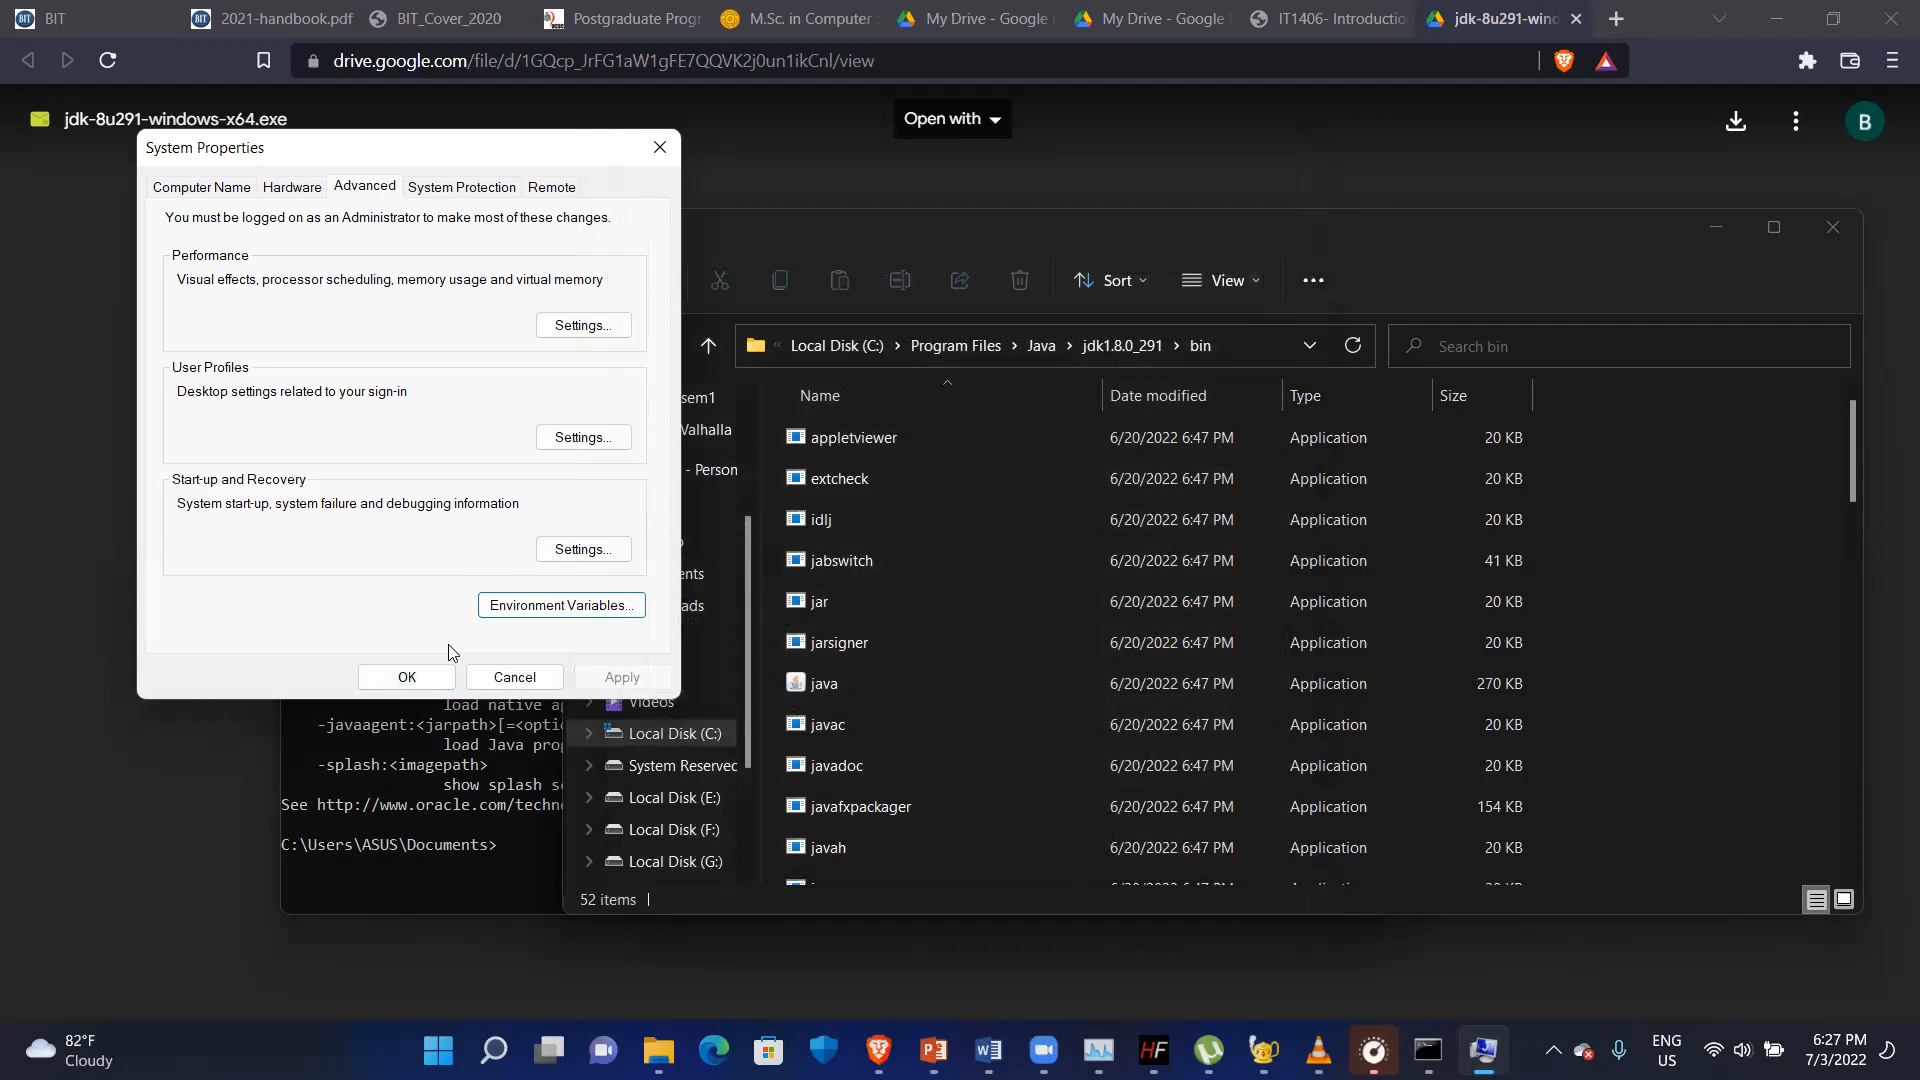 BIT
2021-handbook.pdf
BIT_Cover_2020
Postgraduate Prog
M.Sc. in Computer
My Drive - Google
My Drive - Google
IT1406- Introductio
jdk-8u291-wind
drive.google.com/file/d/1GQcp_JrFG1aW1gFE7QQVK2j0un1ikCnl/view
jdk-8u291-windows-x64.exe
Open with
B
System Properties
Computer Name Hardware Advanced System Protection Remote
You must be logged on as an Administrator to make most of these changes.
Performance
Visual effects, processor scheduling, memory usage and virtual memory
Settings...
User Profiles
Desktop settings related to your sign-in
Settings...
Start-up and Recovery
System start-up, system failure and debugging information
Settings...
Environment Variables...
OK Cancel Apply
Sort View
Local Disk (C:) Program Files Java jdk1.8.0_291 bin
Search bin
Name Date modified Type Size
appletviewer 6/20/2022 6:47 PM Application 20 KB
extcheck 6/20/2022 6:47 PM Application 20 KB
idlj 6/20/2022 6:47 PM Application 20 KB
jabswitch 6/20/2022 6:47 PM Application 41 KB
jar 6/20/2022 6:47 PM Application 20 KB
jarsigner 6/20/2022 6:47 PM Application 20 KB
java 6/20/2022 6:47 PM Application 270 KB
javac 6/20/2022 6:47 PM Application 20 KB
javadoc 6/20/2022 6:47 PM Application 20 KB
javafxpackager 6/20/2022 6:47 PM Application 154 KB
javah 6/20/2022 6:47 PM Application 20 KB
sem1
Valhalla
- Person
ents
ads
Videos
Local Disk (C:)
System Reserved
Local Disk (E:)
Local Disk (F:)
Local Disk (G:)
52 items
load native ag
-javaagent:<jarpath>[=<optio
load Java prog
-splash:<imagepath>
show splash sc
See http://www.oracle.com/techno
C:\Users\ASUS\Documents>
82°F
Cloudy
ENG
US
6:27 PM
7/3/2022